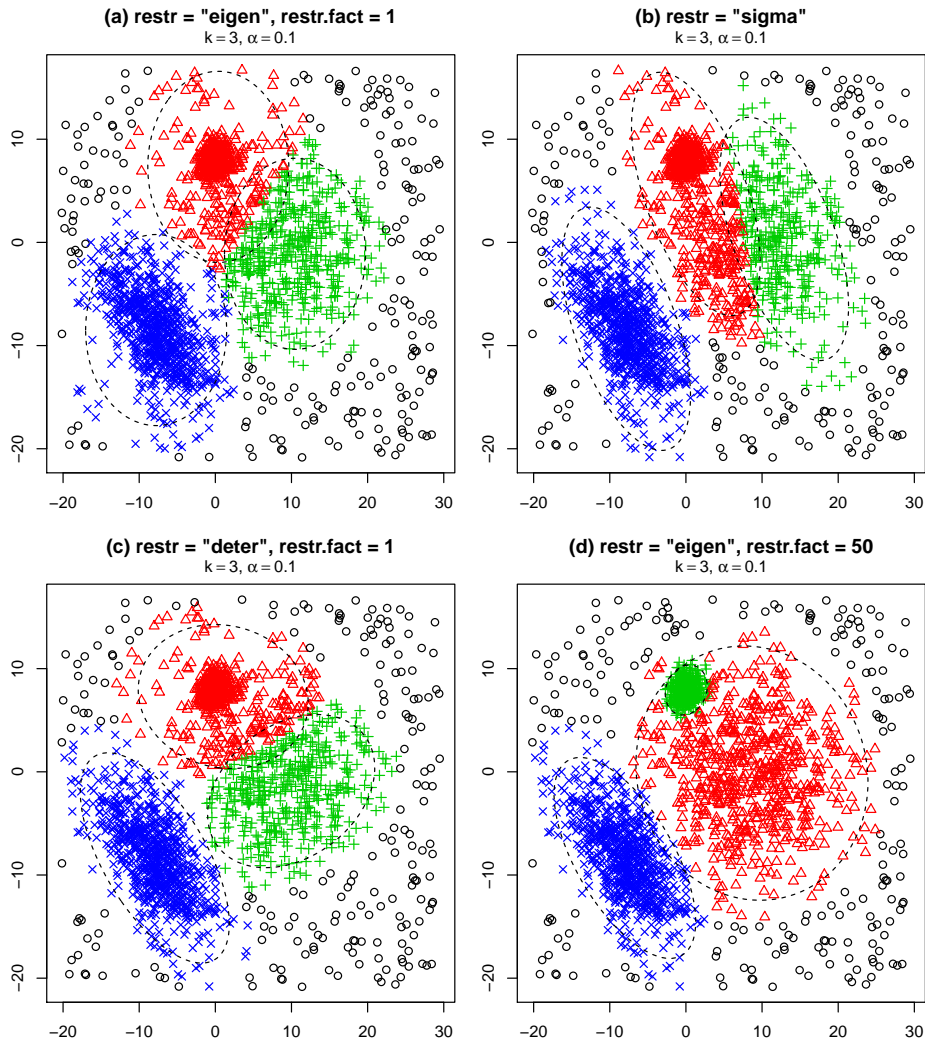 (a) restr = "eigen", restr.fact = 1
k = 3, α = 0.1
10
0
−10
−20
−20 −10 0 10 20 30
(b) restr = "sigma"
k = 3, α = 0.1
10
0
−10
−20
−20 −10 0 10 20 30
(c) restr = "deter", restr.fact = 1
k = 3, α = 0.1
10
0
−10
−20
−20 −10 0 10 20 30
(d) restr = "eigen", restr.fact = 50
k = 3, α = 0.1
10
0
−10
−20
−20 −10 0 10 20 30